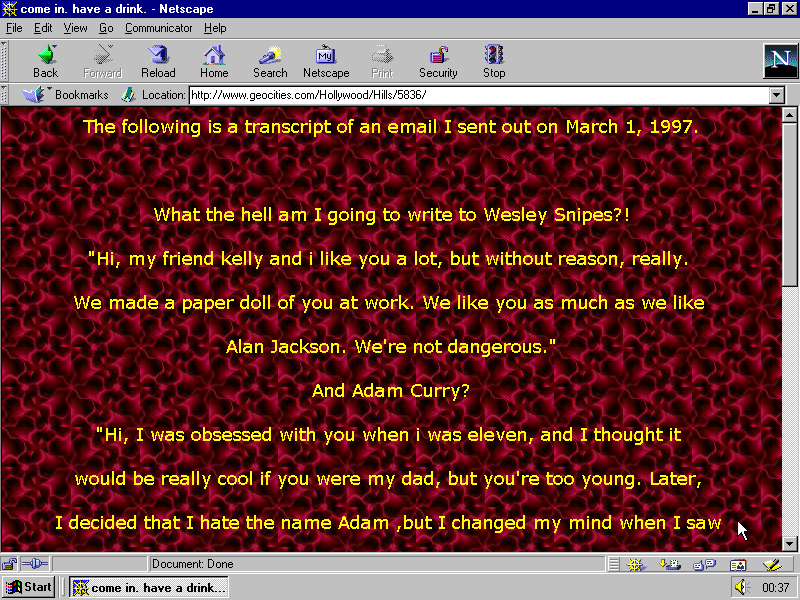 come in. have a drink. - Netscape
File Edit View Go Communicator Help
Back Forward Reload Home Search Netscape Print Security Stop
My
N
Bookmarks Location: http://www.geocities.com/Hollywood/Hills/5836/
The following is a transcript of an email I sent out on March 1, 1997.
What the hell am I going to write to Wesley Snipes?!
"Hi, my friend kelly and i like you a lot, but without reason, really.
We made a paper doll of you at work. We like you as much as we like
Alan Jackson. We're not dangerous."
And Adam Curry?
"Hi, I was obsessed with you when i was eleven, and I thought it
would be really cool if you were my dad, but you're too young. Later,
I decided that I hate the name Adam ,but I changed my mind when I saw
Document: Done
Start come in. have a drink.... 00:37